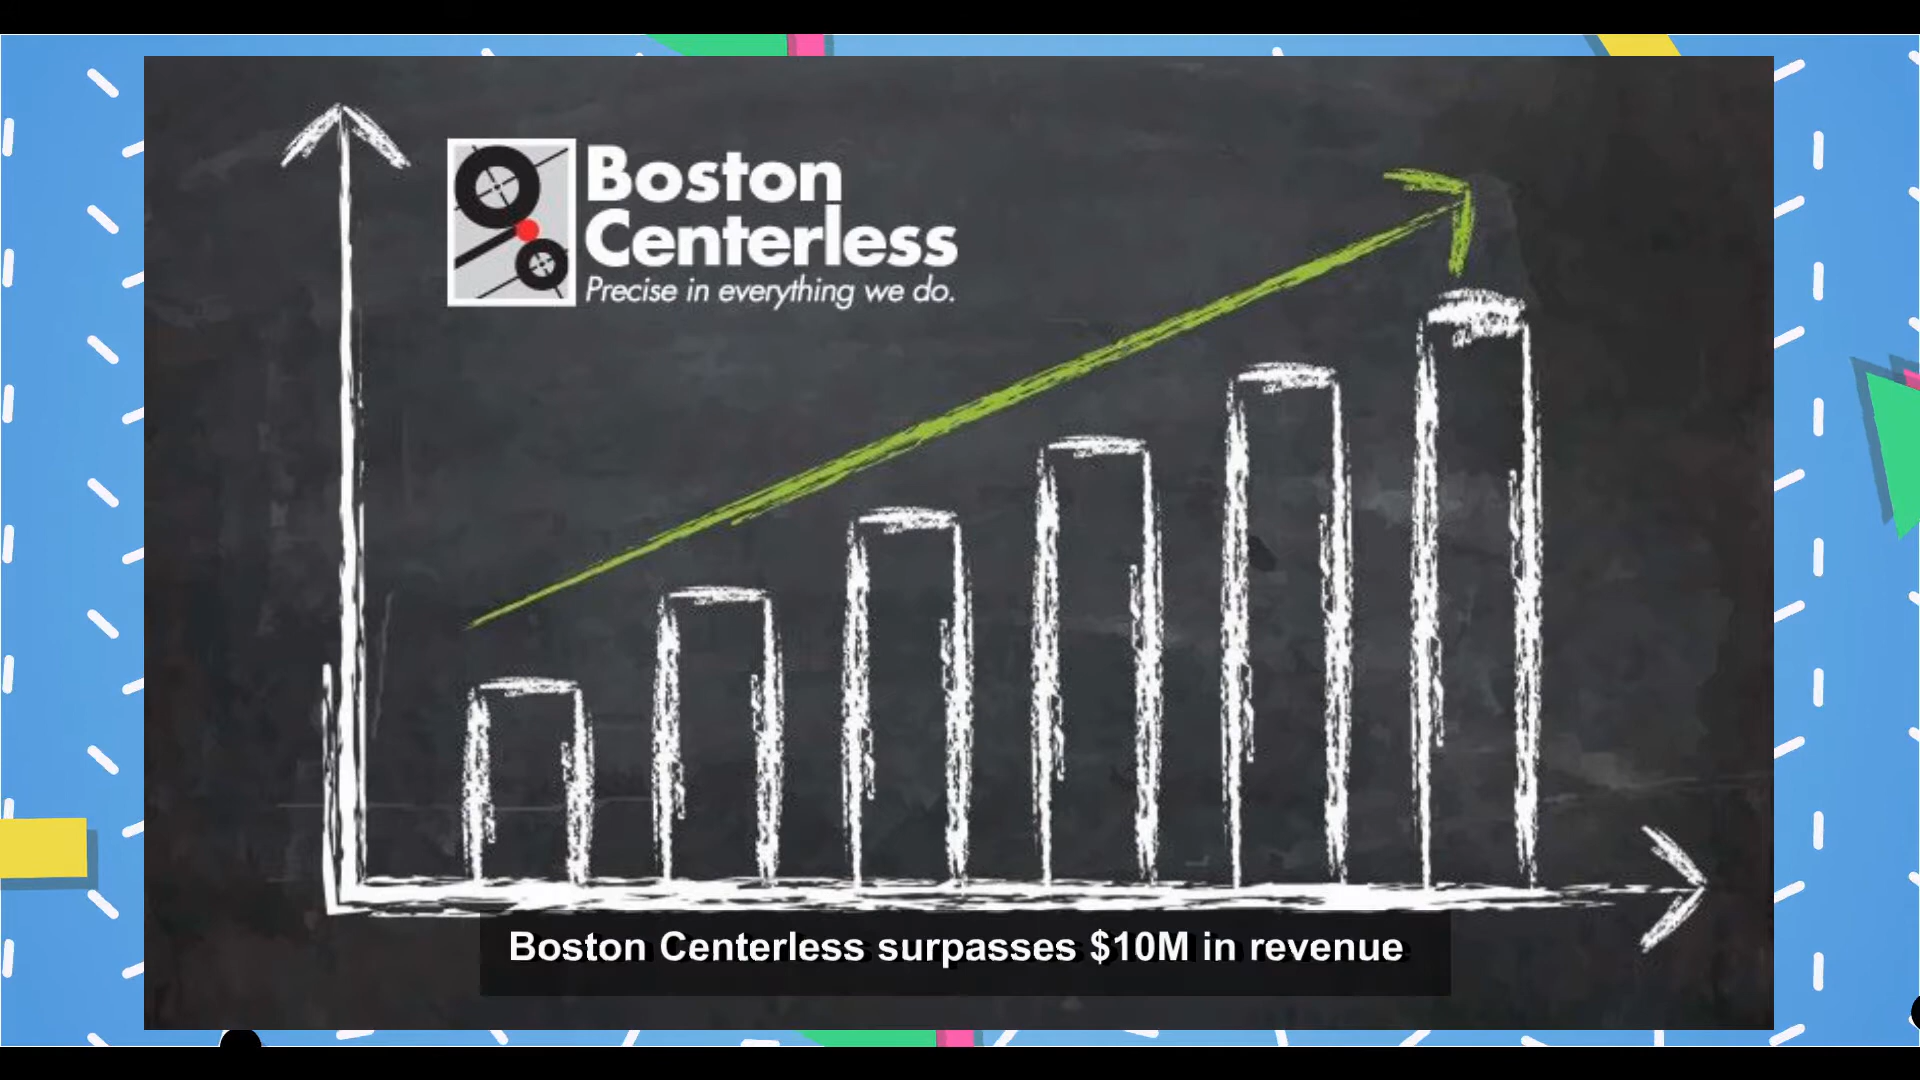 Boston
Centerless
Precise in everything we do.
Boston Centerless surpasses $10M in revenue